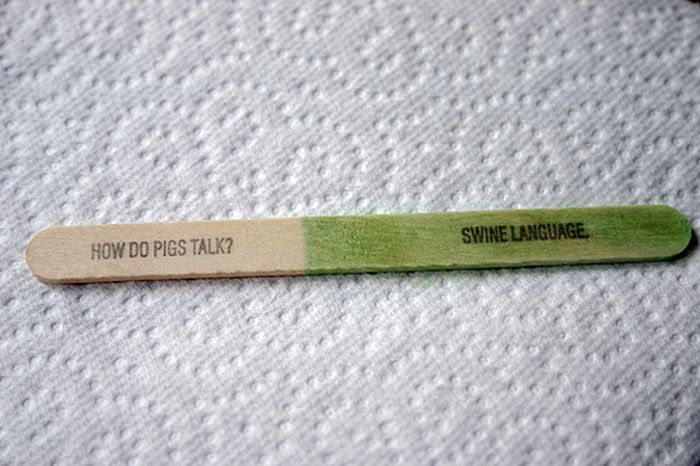 HOW DO PIGS TALK?
SWINE LANGUAGE.